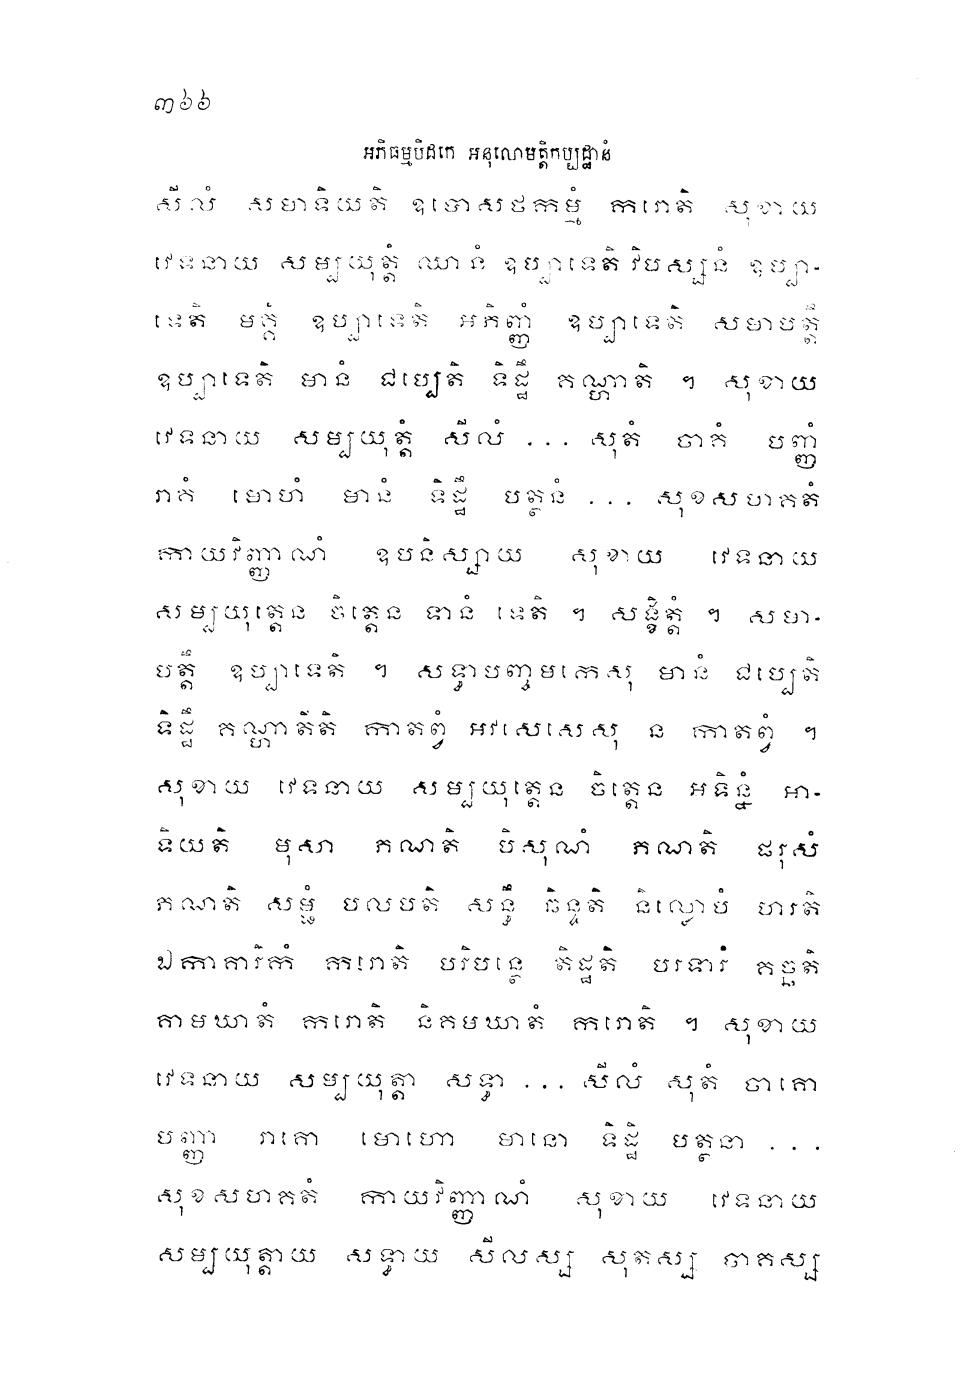 ៣៦៦
អភិធម្មបិដកេ អនុលោមត្តិកប្បដ្ឋានំ
សីលំ សមាទិយតិ ឧបោសថកម្មំ ករោតិ សុខាយ
វេទនាយ សម្បយុត្តំ ឈានំ ឧប្បាទេតិ វិបស្សនំ ឧប្បា-
ទេតិ មគ្គំ ឧប្បាទេតិ អភិញ្ញំ ឧប្បាទេតិ សមាបត្តឹ
ឧប្បាទេតិ មានំ ជប្បេតិ ទិដ្ឋឹ គណ្ហាតិ ។ សុខាយ
វេទនាយ សម្បយុត្តំ សីលំ ... សុតំ ចាគំ បញ្ញំ
រាគំ មោហំ មានំ ទិដ្ឋឹ បត្ថនំ ... សុខសហគតំ
កាយវិញ្ញាណំ ឧបនិស្សាយ សុខាយ វេទនាយ
សម្បយុត្តេន ចិត្តេន ទានំ ទេតិ ។ សង្ខិត្តំ ។ សមា-
បត្តឹ ឧប្បាទេតិ ។ សទ្ធាបញ្ចមកេសុ មានំ ជប្បេតិ
ទិដ្ឋឹ គណ្ហាតីតិ កាតព្វំ អវសេសេសុ ន កាតព្វំ ។
សុខាយ វេទនាយ សម្បយុត្តេន ចិត្តេន អទិន្នំ អា-
ទិយតិ មុសា ភណតិ បិសុណំ ភណតិ ផរុសំ
ភណតិ សម្ផំ បលបតិ សន្ធឹ ឆិន្ទតិ និល្លោបំ ហរតិ
ឯកាគារិកំ ករោតិ បរិបន្ថេ តិដ្ឋតិ បរទារំ គច្ឆតិ
គាមឃាតំ ករោតិ និគមឃាតំ ករោតិ ។ សុខាយ
វេទនាយ សម្បយុត្តា សទ្ធា ... សីលំ សុតំ ចាគោ
បញ្ញា រាគោ មោហោ មានោ ទិដ្ឋិ បត្ថនា ...
សុខសហគតំ កាយវិញ្ញាណំ សុខាយ វេទនាយ
សម្បយុត្តាយ សទ្ធាយ សីលស្ស សុតស្ស ចាគស្ស